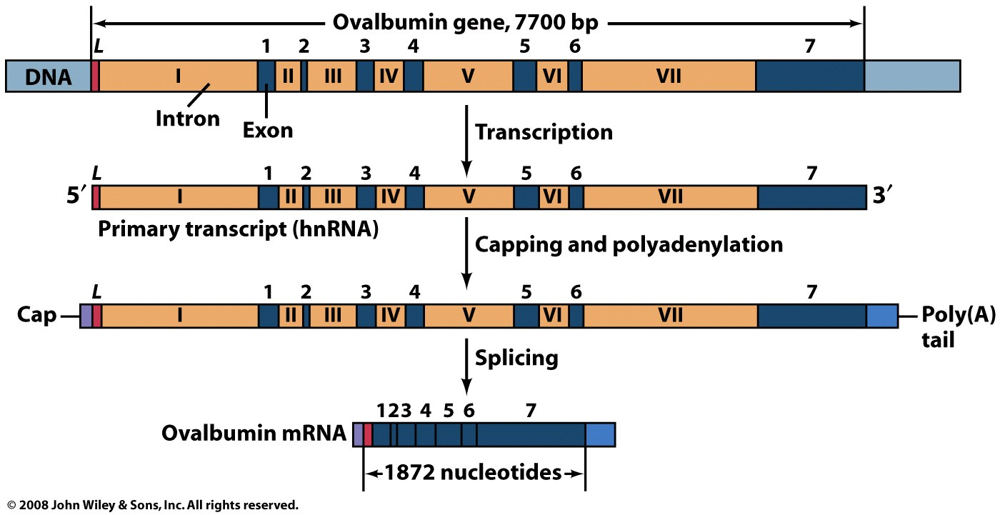 Ovalbumin gene, 7700 bp
L 1 2 3 4 5 6 7
DNA I II III IV V VI VII
Intron
Exon
Transcription
L 1 2 3 4 5 6 7
5′ I II III IV V VI VII 3′
Primary transcript (hnRNA)
Capping and polyadenylation
L 1 2 3 4 5 6 7
Cap I II III IV V VI VII Poly(A)
tail
Splicing
1 2 3 4 5 6 7
Ovalbumin mRNA
1872 nucleotides
© 2008 John Wiley & Sons, Inc. All rights reserved.